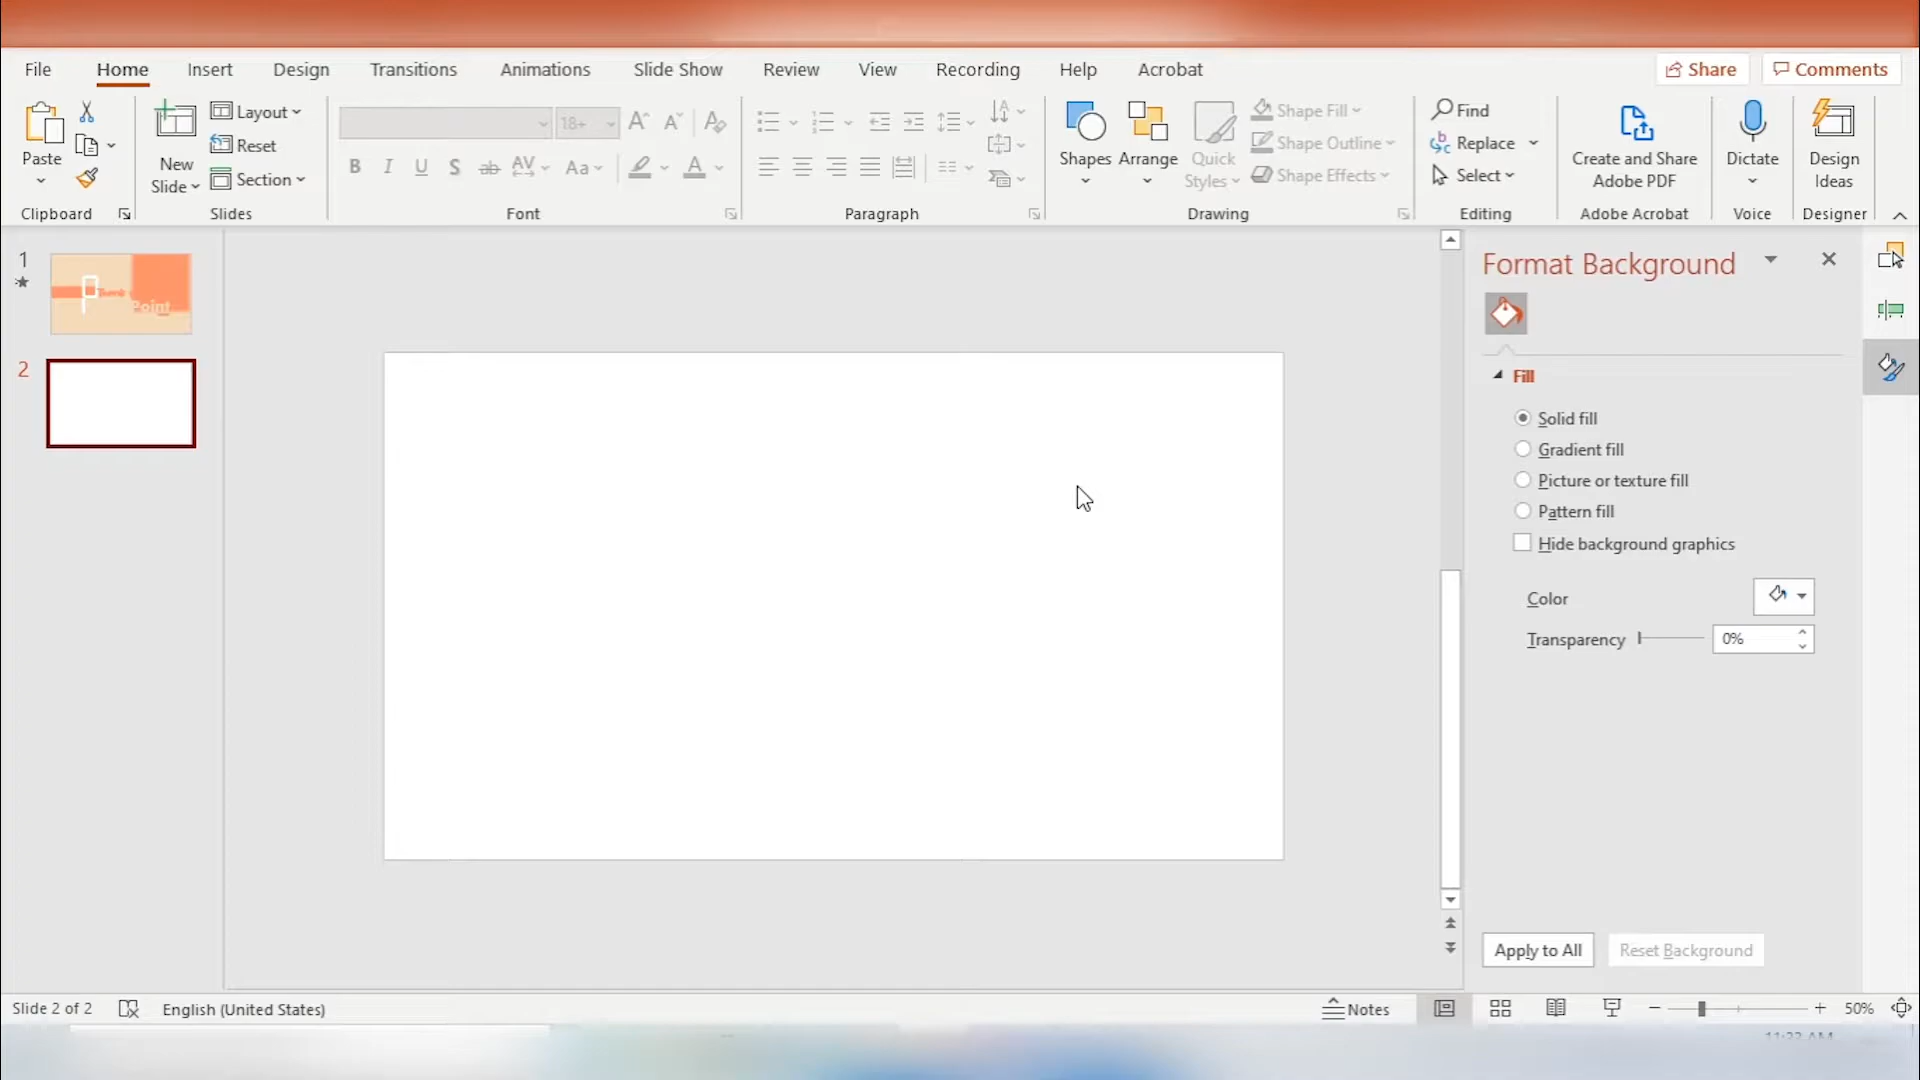 File Home Insert Design Transitions Animations Slide Show Review View Recording Help Acrobat Share Comments
Paste
New
Slide
Layout
Reset
Section
18+
B I U S ab AV Aa A
Shapes Arrange
Quick
Styles
Shape Fill
Shape Outline
Shape Effects
Find
Replace
Select
Create and Share
Adobe PDF
Dictate
Design
Ideas
Clipboard Slides Font Paragraph Drawing Editing Adobe Acrobat Voice Designer
1
P
Point
2
Format Background
Fill
Solid fill
Gradient fill
Picture or texture fill
Pattern fill
Hide background graphics
Color
Transparency 0%
Apply to All Reset Background
Slide 2 of 2 English (United States) Notes 50%